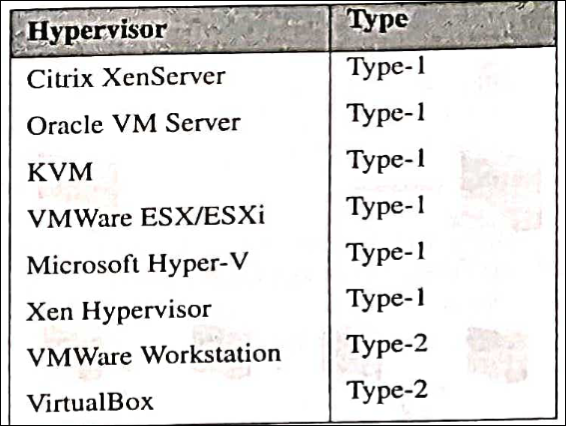 Hypervisor Type
Citrix XenServer Type-1
Oracle VM Server Type-1
KVM Type-1
VMWare ESX/ESXi Type-1
Microsoft Hyper-V Type-1
Xen Hypervisor Type-1
VMWare Workstation Type-2
VirtualBox Type-2